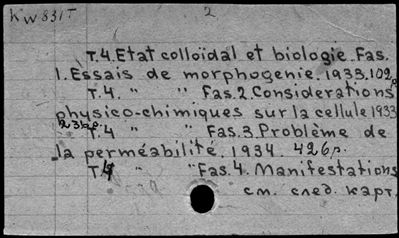 KW831T
2
T.4. Etat colloïdal et biologie. Fas.
1. Essais de morphogenie. 1933. 102p
T.4. " " Fas.2. Considerations
physico-chimiques sur la cellule 1933
T.4 " " Fas.3. Problème de
la perméabilité. 1934. 426p.
T.4 " " Fas.4. Manifestations
см. след. карт.